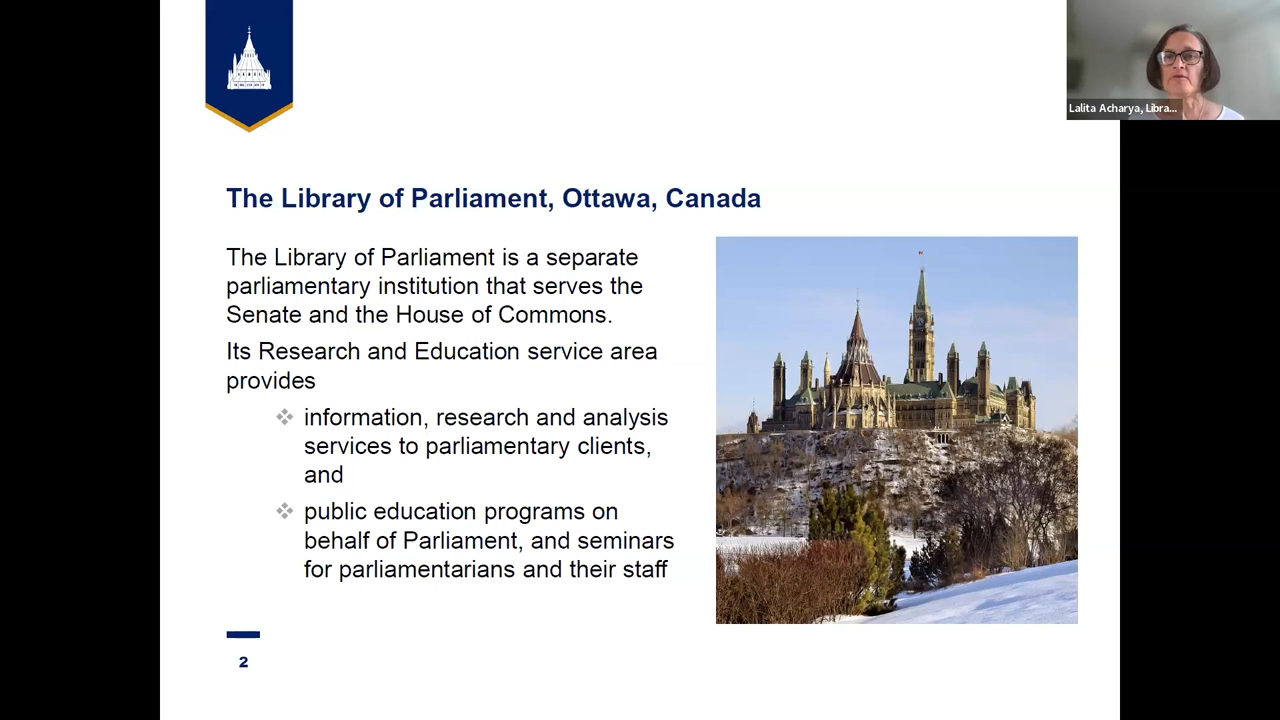 Lalita Acharya, Libra...
The Library of Parliament, Ottawa, Canada
The Library of Parliament is a separate
parliamentary institution that serves the
Senate and the House of Commons.
Its Research and Education service area
provides
information, research and analysis
services to parliamentary clients,
and
public education programs on
behalf of Parliament, and seminars
for parliamentarians and their staff
2